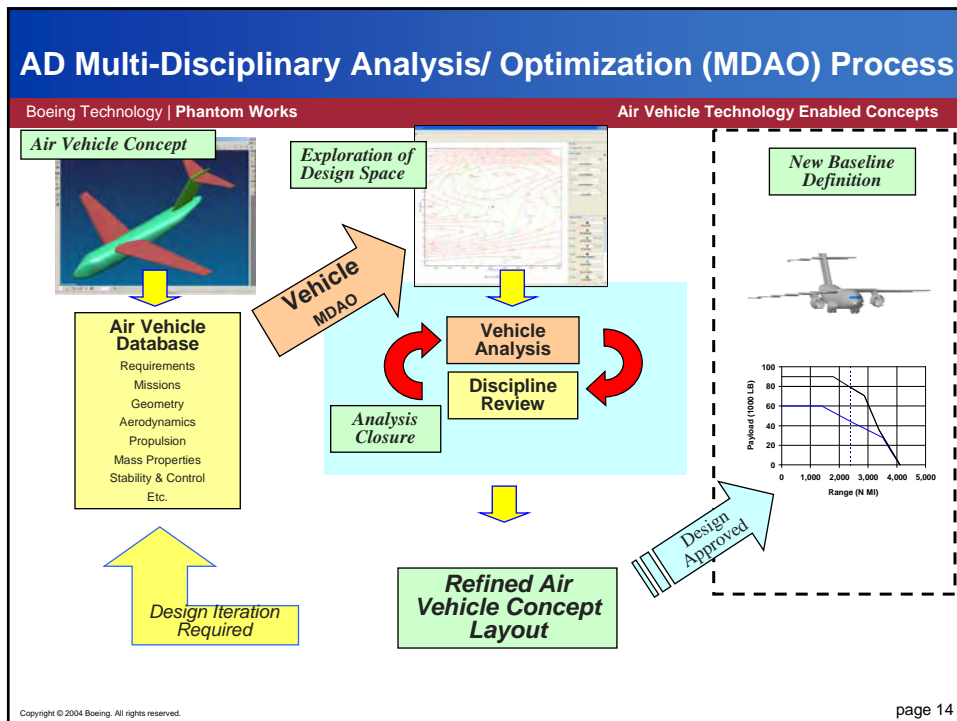 AD Multi-Disciplinary Analysis/ Optimization (MDAO) Process
Boeing Technology | Phantom Works
Air Vehicle Technology Enabled Concepts
Air Vehicle Concept
Exploration of
Design Space
New Baseline
Definition
Vehicle
MDAO
Air Vehicle
Database
Requirements
Missions
Geometry
Aerodynamics
Propulsion
Mass Properties
Stability & Control
Etc.
Vehicle
Analysis
Discipline
Review
Analysis
Closure
Payload (1000 LB)
100
80
60
40
20
0
0 1,000 2,000 3,000 4,000 5,000
Range (N MI)
Design
Approved
Refined Air
Vehicle Concept
Layout
Design Iteration
Required
Copyright © 2004 Boeing. All rights reserved.
page 14